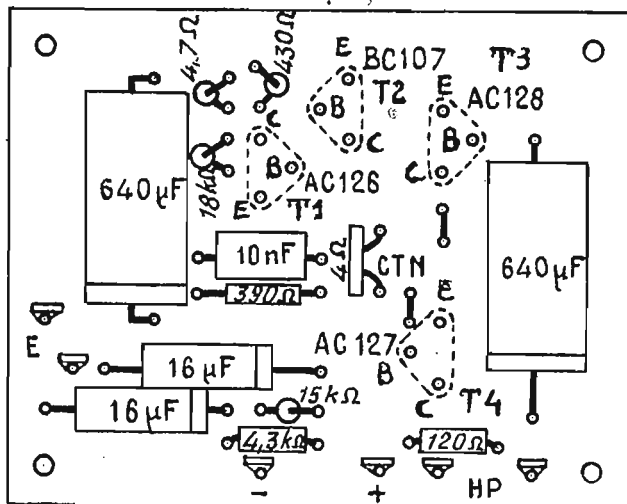 4,7Ω
430Ω
E
BC107
T3
T2
E
AC128
B
C
C
B
B
C
640µF
18kΩ
AC126
E
T1
10nF
4Ω
CTN
640µF
390Ω
E
E
AC127
B
16µF
C
T4
15kΩ
16µF
4,3kΩ
120Ω
-
+
HP